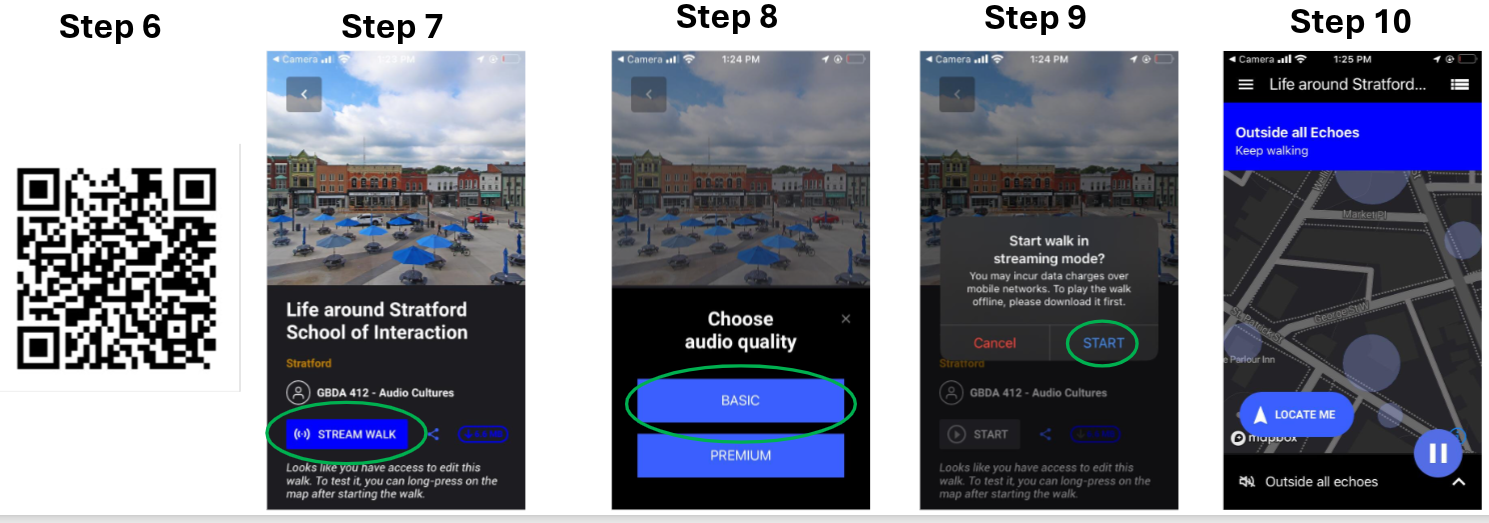 Step 6
Step 7
Step 8
Step 9
Step 10
Camera
STREAM WALK
Life around Stratford
School of Interaction
Stratford
GBDA 412 - Audio Cultures
Looks like you have access to edit this
walk. To test it, you can long-press on the
map after starting the walk.
Camera 1:24 PM
Choose
audio quality
BASIC
PREMIUM
Camera 1:24 PM
Start walk in
streaming mode?
You may incur data charges over
mobile networks. To play the walk
offline, please download it first.
Cancel START
Stratford
GBDA 412 - Audio Cultures
START
Looks like you have access to edit this
walk. To test it, you can long-press on the
map after starting the walk.
Camera 1:25 PM
Life around Stratford...
Outside all Echoes
Keep walking
Market Pl
George St W
St Patrick St
e Parlour Inn
LOCATE ME
mapbox
Outside all echoes